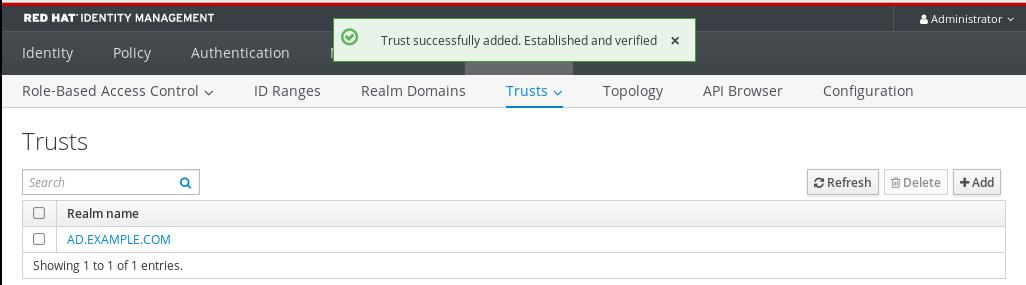 RED HAT® IDENTITY MANAGEMENT
Administrator
Trust successfully added. Established and verified ×
Identity Policy Authentication
Role-Based Access Control ID Ranges Realm Domains Trusts Topology API Browser Configuration
Trusts
Search
Refresh Delete +Add
Realm name
AD.EXAMPLE.COM
Showing 1 to 1 of 1 entries.